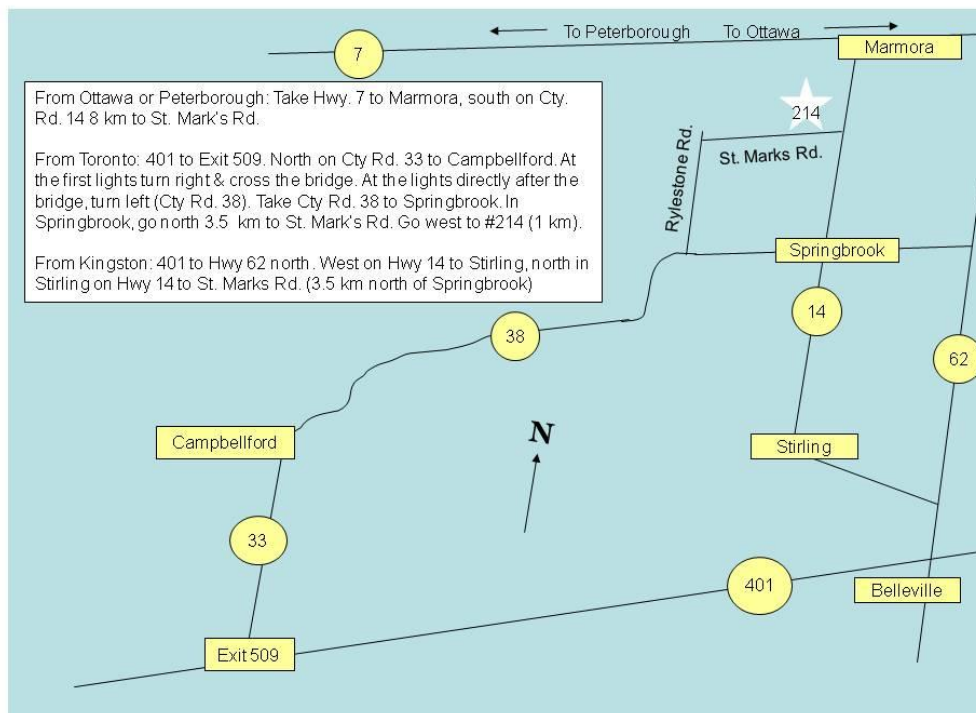 To Peterborough To Ottawa
7
Marmora
From Ottawa or Peterborough: Take Hwy. 7 to Marmora, south on Cty.
Rd. 14 8 km to St. Mark's Rd.
From Toronto: 401 to Exit 509. North on Cty Rd. 33 to Campbellford. At
the first lights turn right & cross the bridge. At the lights directly after the
bridge, turn left (Cty Rd. 38). Take Cty Rd. 38 to Springbrook. In
Springbrook, go north 3.5 km to St. Mark's Rd. Go west to #214 (1 km).
From Kingston: 401 to Hwy 62 north. West on Hwy 14 to Stirling, north in
Stirling on Hwy 14 to St. Marks Rd. (3.5 km north of Springbrook)
214
St. Marks Rd.
Rylestone Rd.
Springbrook
14
38
62
N
Campbellford
Stirling
33
401
Belleville
Exit 509